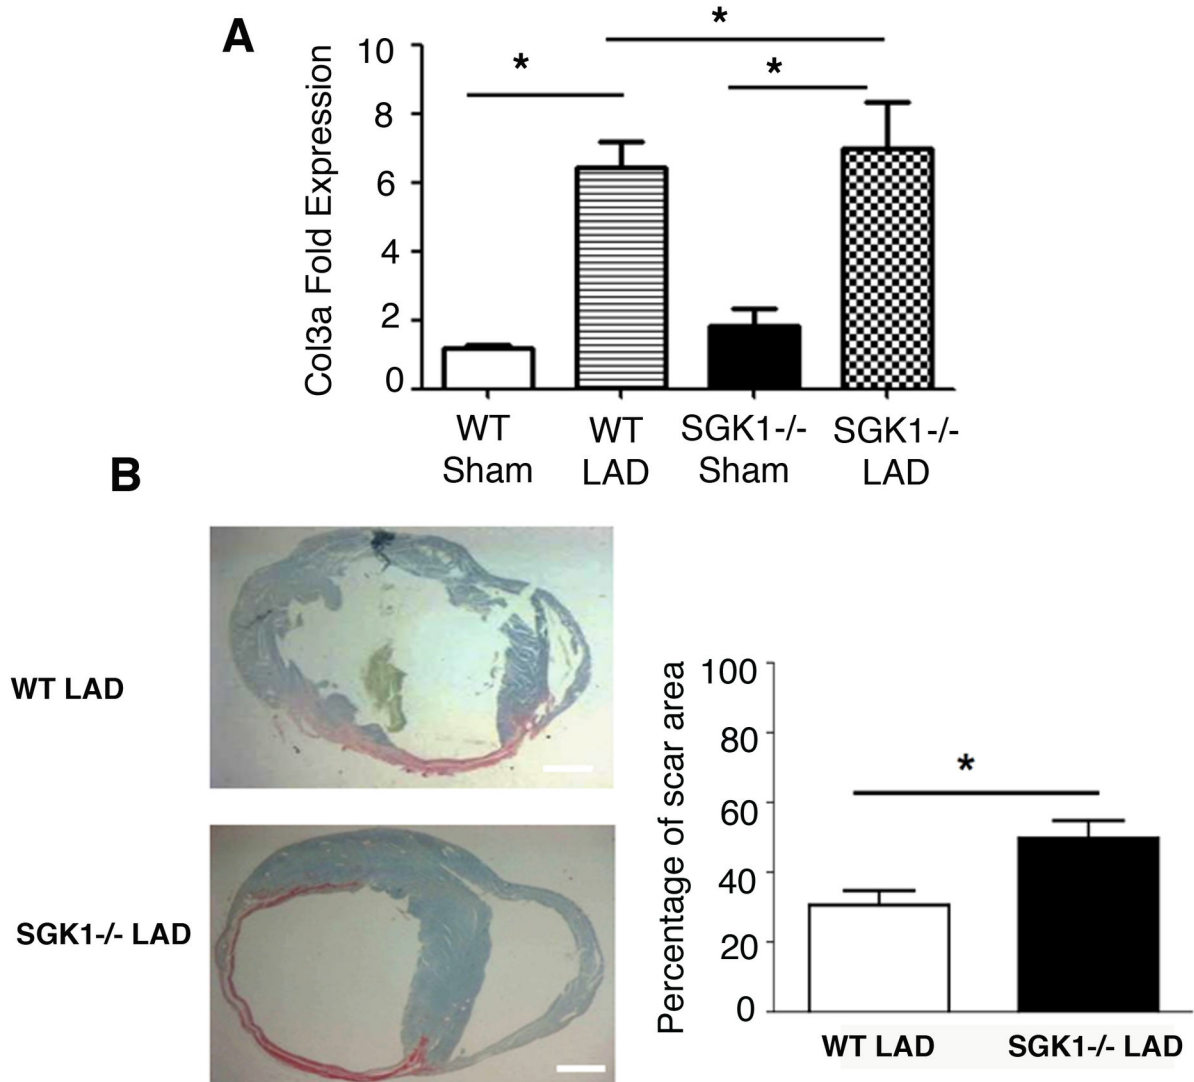 A
Col3a Fold Expression
10
8
6
4
2
0
*
*
*
WT
Sham
WT
LAD
SGK1-/-
Sham
SGK1-/-
LAD
B
WT LAD
SGK1-/- LAD
Percentage of scar area
100
80
60
40
20
0
*
WT LAD
SGK1-/- LAD